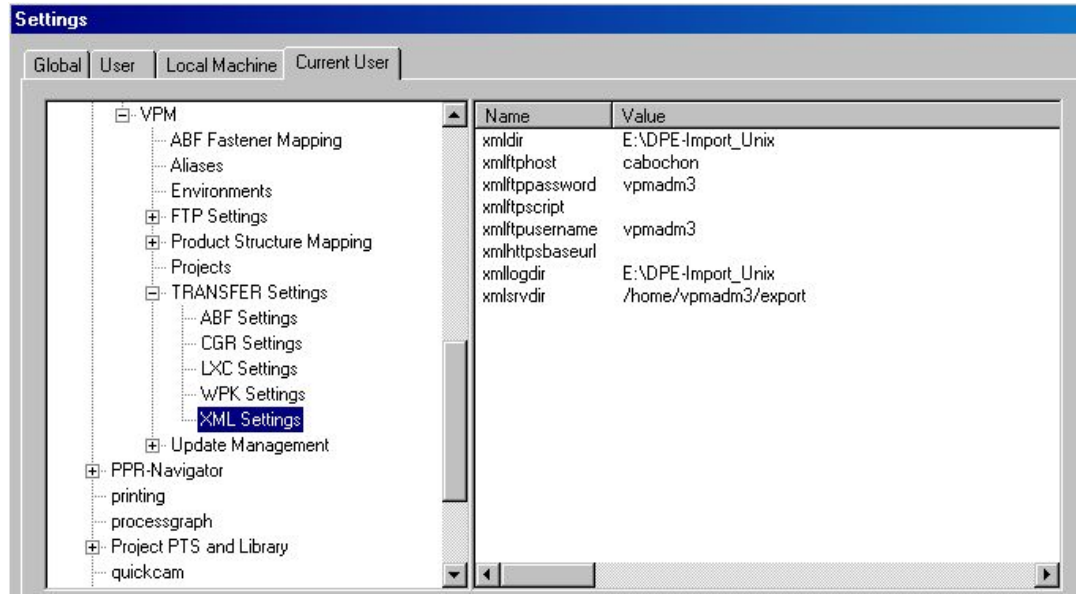 Settings
Global User Local Machine Current User
VPM
ABF Fastener Mapping
Aliases
Environments
FTP Settings
Product Structure Mapping
Projects
TRANSFER Settings
ABF Settings
CGR Settings
LXC Settings
WPK Settings
XML Settings
Update Management
PPR-Navigator
printing
processgraph
Project PTS and Library
quickcam
Name Value
xmldir E:\DPE-Import_Unix
xmlftphost cabochon
xmlftppassword vpmadm3
xmlftpscript
xmlftpusername vpmadm3
xmlhttpsbaseurl
xmllogdir E:\DPE-Import_Unix
xmlsrvdir /home/vpmadm3/export